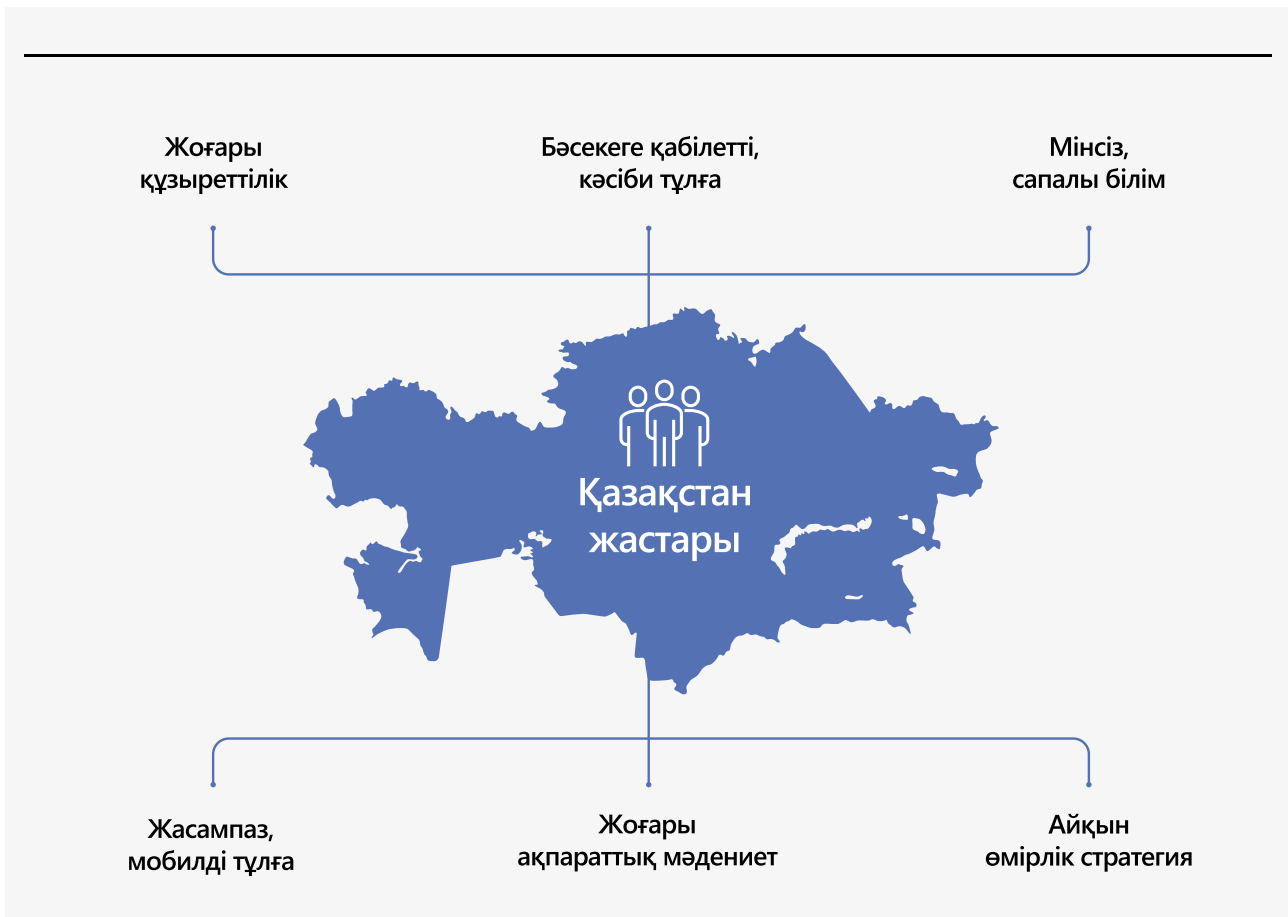 Жоғары
құзыреттілік
Бәсекеге қабілетті,
кәсіби тұлға
Мінсіз,
сапалы білім
Қазақстан
жастары
Жасампаз,
мобилді тұлға
Жоғары
ақпараттық мәдениет
Айқын
өмірлік стратегия